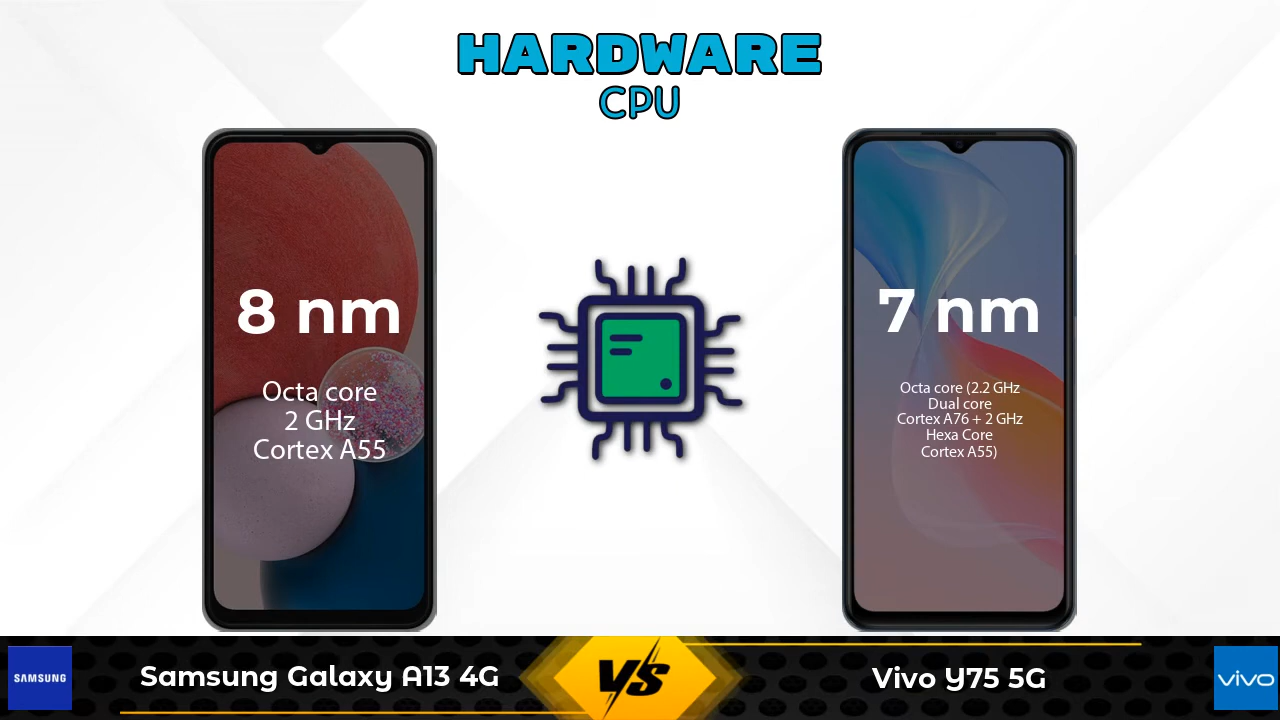 HARDWARE
CPU
8 nm
Octa core
2 GHz
Cortex A55
7 nm
Octa core (2.2 GHz
Dual core
Cortex A76 + 2 GHz
Hexa Core
Cortex A55)
SAMSUNG
Samsung Galaxy A13 4G
VS
Vivo Y75 5G
vivo